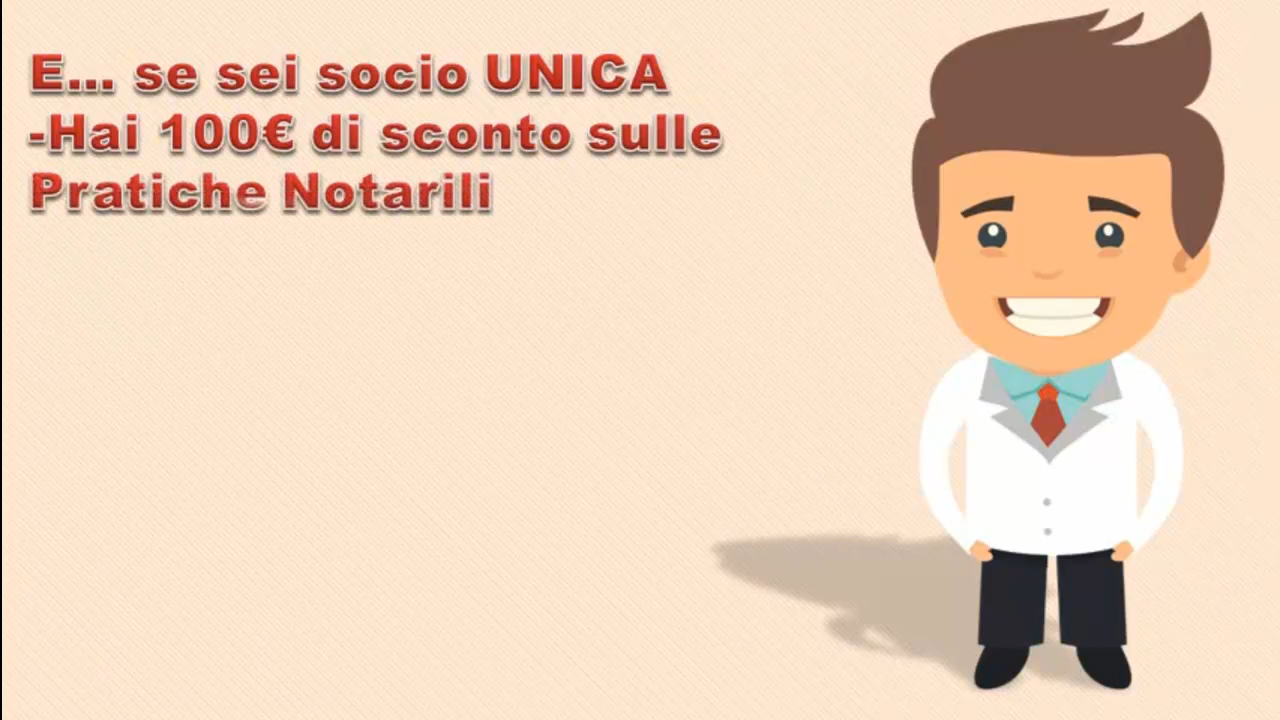 E... se sei socio UNICA
-Hai 100€ di sconto sulle
Pratiche Notarili